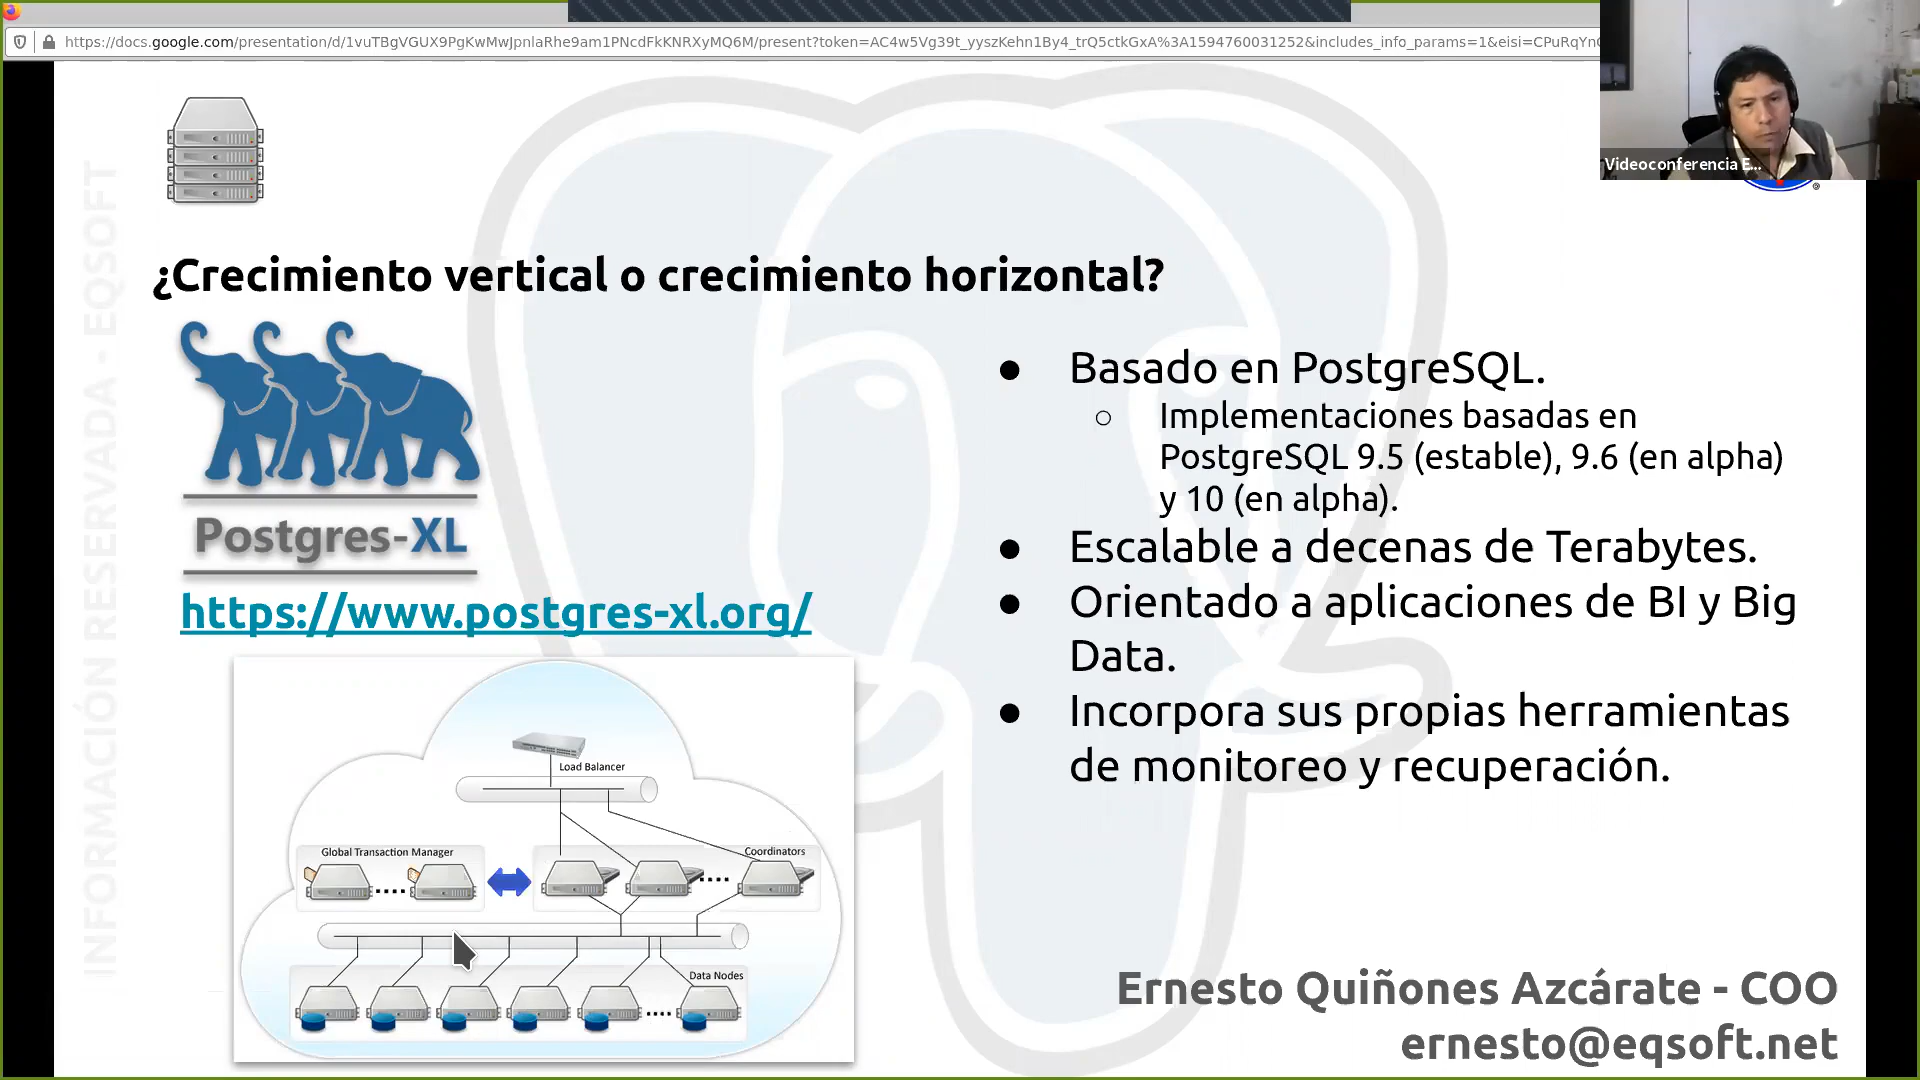 https://docs.google.com/presentation/d/1vuTBgVGUX9PgKwMwJpnlaRhe9am1PNcdFkKNRXyMQ6M/present?token=AC4w5Vg39t_yyszKehn1By4_trQ5ctkGxA%3A1594760031252&includes_info_params=1&eisi=CPuRqYnC
Videoconferencia E...
®
INFORMACIÓN RESERVADA - EQSOFT
¿Crecimiento vertical o crecimiento horizontal?
Postgres-XL
https://www.postgres-xl.org/
Load Balancer
Global Transaction Manager
Coordinators
Data Nodes
● Basado en PostgreSQL.
○ Implementaciones basadas en
PostgreSQL 9.5 (estable), 9.6 (en alpha)
y 10 (en alpha).
● Escalable a decenas de Terabytes.
● Orientado a aplicaciones de BI y Big
Data.
● Incorpora sus propias herramientas
de monitoreo y recuperación.
Ernesto Quiñones Azcárate - COO
ernesto@eqsoft.net